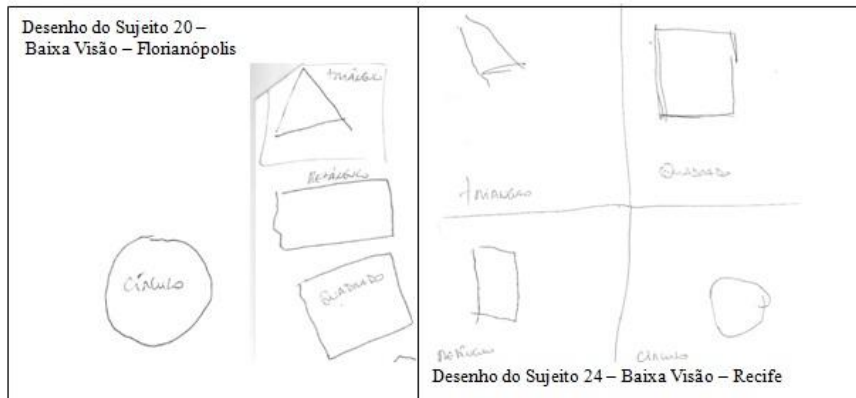 Desenho do Sujeito 20 –
Baixa Visão – Florianópolis
triângulo
Retângulo
Círculo
QUADRADO
triângulo
QUADRADO
Círculo
Desenho do Sujeito 24 – Baixa Visão – Recife